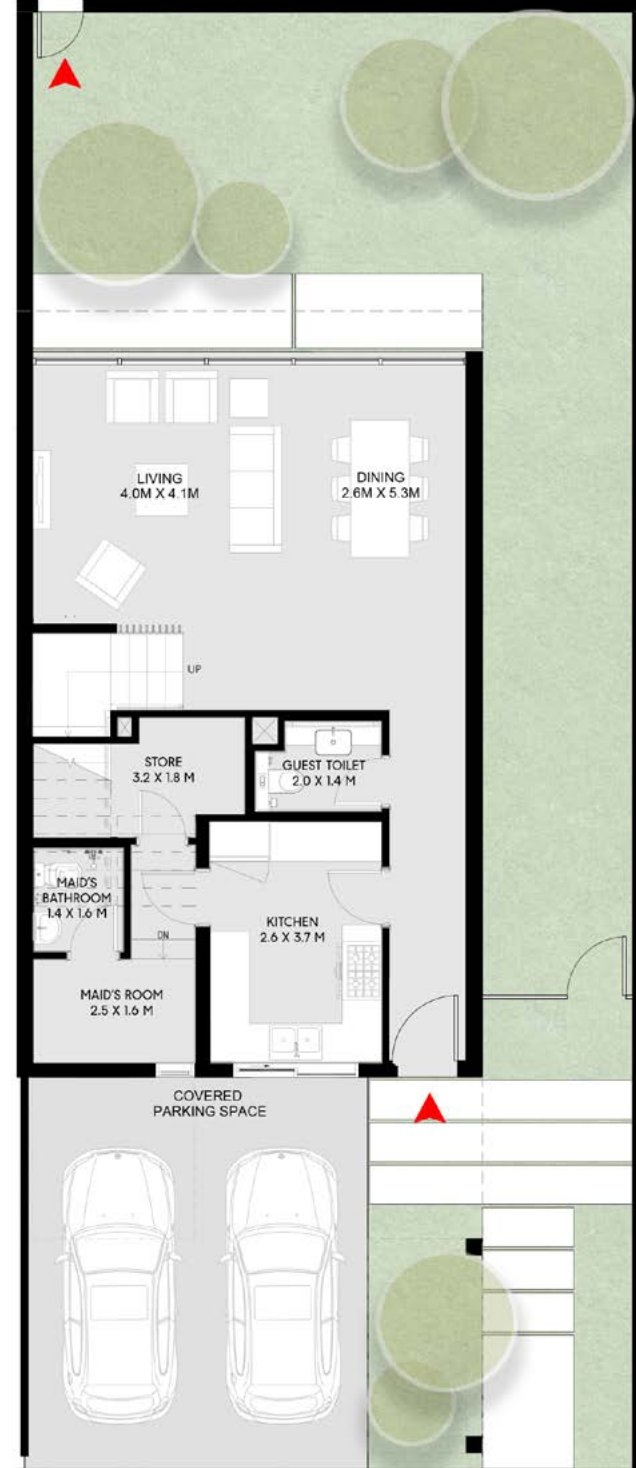 LIVING
4.0M X 4.1M
DINING
2.6M X 5.3M
UP
STORE
3.2 X 1.8 M
GUEST TOILET
2.0 X 1.4 M
MAID'S
BATHROOM
1.4 X 1.6 M
KITCHEN
2.6 X 3.7 M
DN
MAID'S ROOM
2.5 X 1.6 M
COVERED
PARKING SPACE